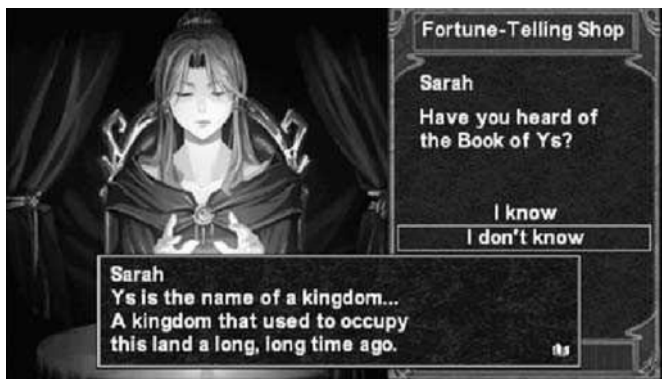 Fortune-Telling Shop
Sarah
Have you heard of
the Book of Ys?
I know
I don't know
Sarah
Ys is the name of a kingdom...
A kingdom that used to occupy
this land a long, long time ago.